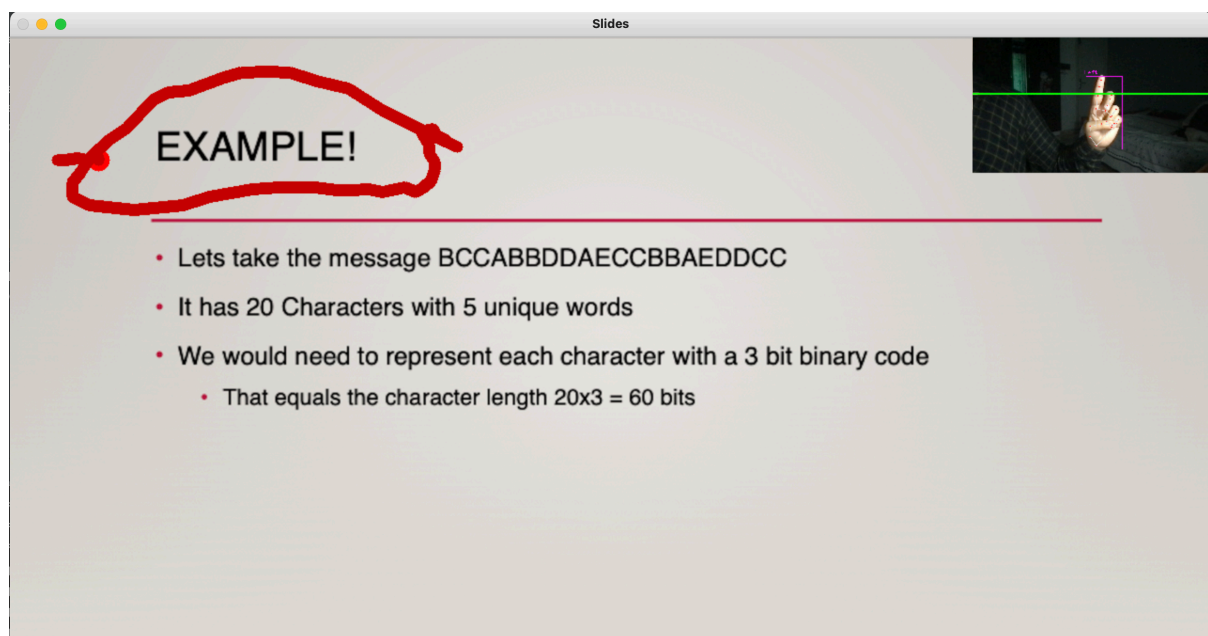 Slides
EXAMPLE!
• Lets take the message BCCABBDDAECCBBAEDDCC
• It has 20 Characters with 5 unique words
• We would need to represent each character with a 3 bit binary code
• That equals the character length 20x3 = 60 bits